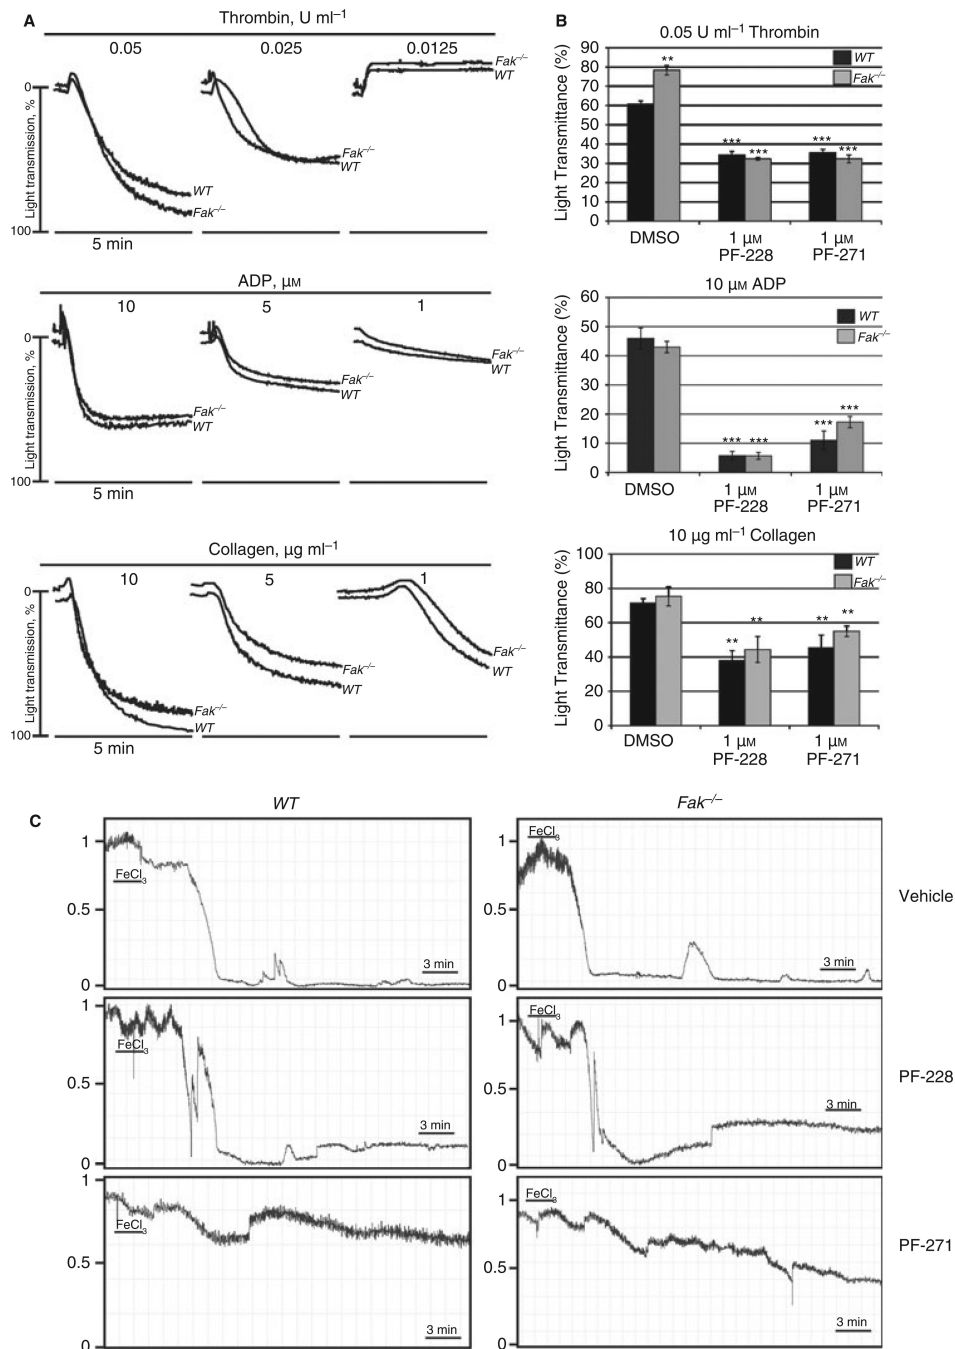 A
Thrombin, U ml–1
0.05 0.025 0.0125
Light transmission, %
0
100
WT
Fak–/–
Fak–/–
WT
Fak–/–
WT
5 min
ADP, μM
10 5 1
Light transmission, %
0
100
Fak–/–
WT
Fak–/–
WT
Fak–/–
WT
5 min
Collagen, μg ml–1
10 5 1
Light transmission, %
0
100
Fak–/–
WT
Fak–/–
WT
Fak–/–
WT
5 min
B
0.05 U ml–1 Thrombin
Light Transmittance (%)
90
80
70
60
50
40
30
20
10
0
WT
Fak–/–
**
*** *** *** ***
DMSO 1 μM 1 μM
PF-228 PF-271
10 μM ADP
Light Transmittance (%)
60
50
40
30
20
10
0
WT
Fak–/–
*** *** *** ***
DMSO 1 μM 1 μM
PF-228 PF-271
10 μg ml–1 Collagen
Light Transmittance (%)
100
80
60
40
20
0
WT
Fak–/–
** ** ** **
DMSO 1 μM 1 μM
PF-228 PF-271
C
WT Fak–/–
1
0.5
0
FeCl3
3 min
1
0.5
0
FeCl3
3 min
Vehicle
1
0.5
0
FeCl3
3 min
1
0.5
0
FeCl3
3 min
PF-228
1
0.5
0
FeCl3
3 min
1
0.5
0
FeCl3
3 min
PF-271